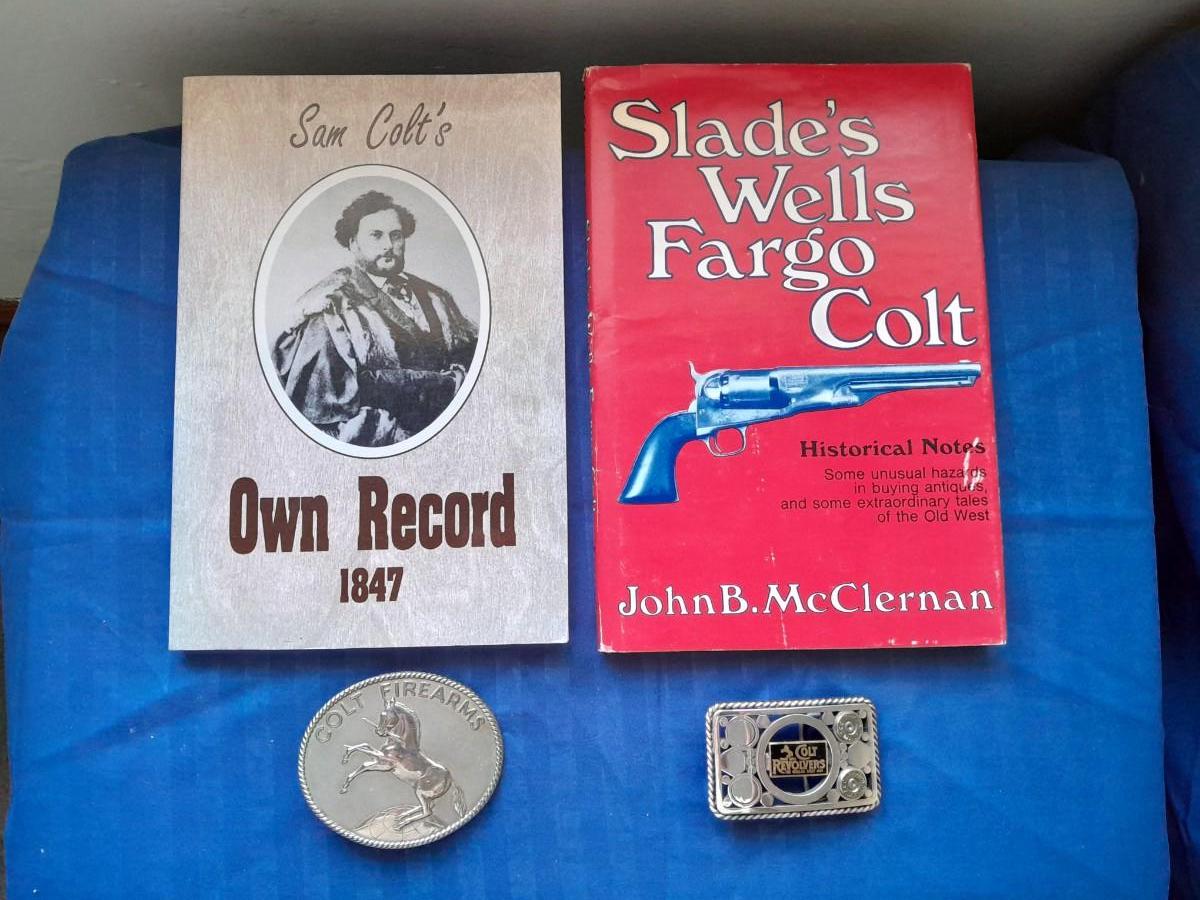 Sam Colt's
Own Record
1847
Slade's
Wells
Fargo
Colt
Historical Notes
Some unusual hazards
in buying antiques,
and some extraordinary tales
of the Old West
John B. McClernan
COLT FIREARMS
COLT
REVOLVERS